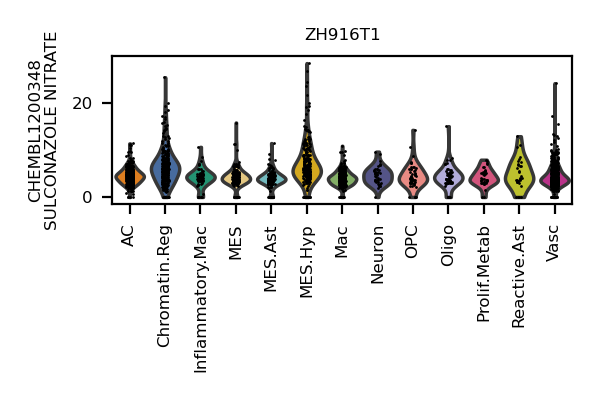 ZH916T1
CHEMBL1200348
SULCONAZOLE NITRATE
20
0
AC
Chromatin.Reg
Inflammatory.Mac
MES
MES.Ast
MES.Hyp
Mac
Neuron
OPC
Oligo
Prolif.Metab
Reactive.Ast
Vasc